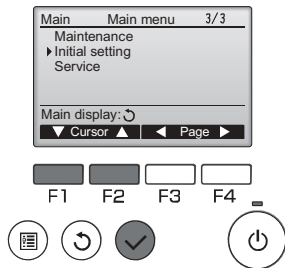 Main Main menu 3/3
Maintenance
Initial setting
Service
Main display:
Cursor Page
F1 F2 F3 F4